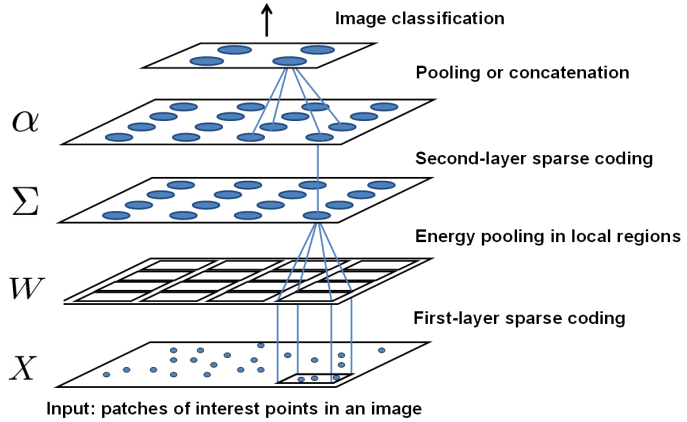 Image classification
Pooling or concatenation
α
Second-layer sparse coding
Σ
Energy pooling in local regions
W
First-layer sparse coding
X
Input: patches of interest points in an image